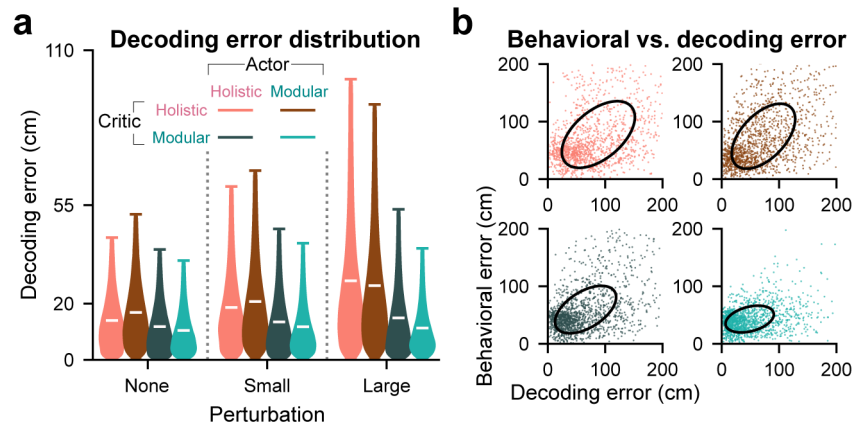 a
Decoding error distribution
Actor
Holistic Modular
Critic
Holistic
Modular
Decoding error (cm)
110
55
20
0
None Small Large
Perturbation
b
Behavioral vs. decoding error
Behavioral error (cm)
200
100
0
0 100 200
200
100
0
0 100 200
200
100
0
0 100 200
200
100
0
0 100 200
Decoding error (cm)